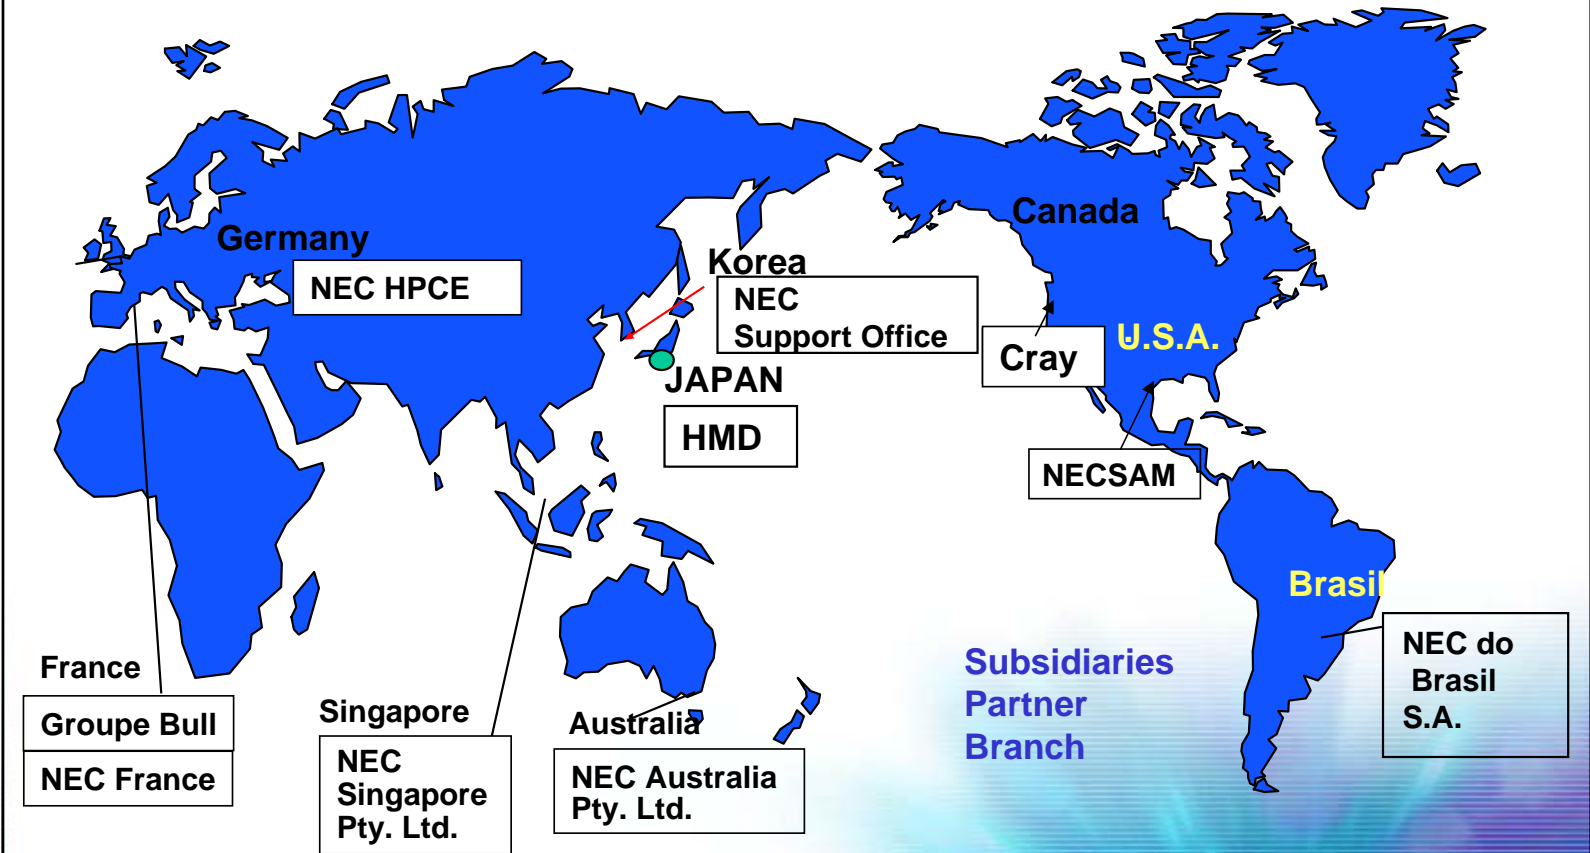 Canada
Germany
Korea
NEC HPCE
NEC
Support Office
U.S.A.
Cray
JAPAN
HMD
NECSAM
Brasil
France
Groupe Bull
NEC France
Singapore
NEC
Singapore
Pty. Ltd.
Australia
NEC Australia
Pty. Ltd.
Subsidiaries
Partner
Branch
NEC do
Brasil
S.A.